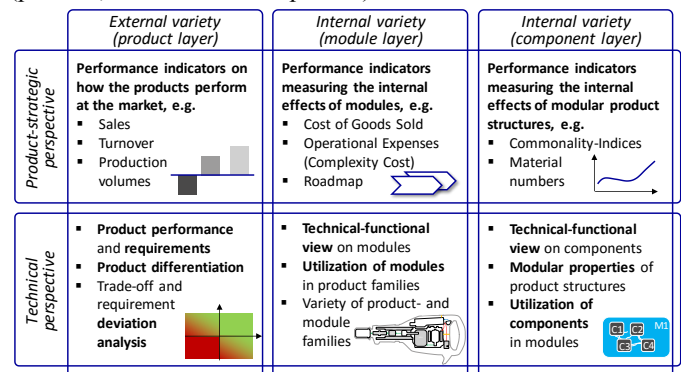 External variety
(product layer)
Internal variety
(module layer)
Internal variety
(component layer)
Product-strategic
perspective
Performance indicators on
how the products perform
at the market, e.g.
▪ Sales
▪ Turnover
▪ Production
volumes
Performance indicators
measuring the internal
effects of modules, e.g.
▪ Cost of Goods Sold
▪ Operational Expenses
(Complexity Cost)
▪ Roadmap
Performance indicators
measuring the internal
effects of modular product
structures, e.g.
▪ Commonality-Indices
▪ Material
numbers
Technical
perspective
▪ Product performance
and requirements
▪ Product differentiation
▪ Trade-off and
requirement
deviation
analysis
▪ Technical-functional
view on modules
▪ Utilization of modules
in product families
▪ Variety of product- and
module
families
▪ Technical-functional
view on components
▪ Modular properties of
product structures
▪ Utilization of
components
in modules
M1
C1 C2
C3 C4